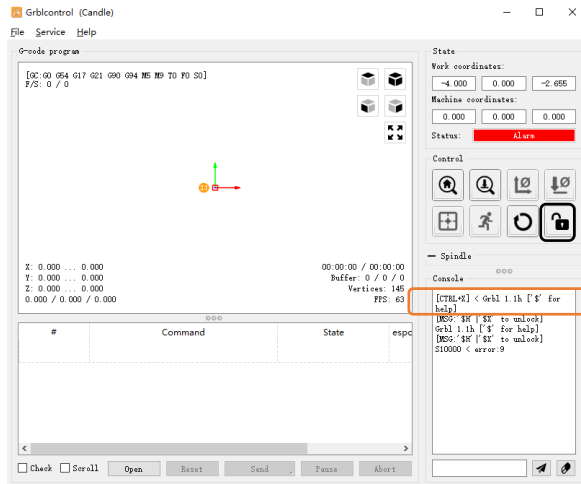 Grblcontrol (Candle)
File Service Help
G-code program
[GC:G0 G54 G17 G21 G90 G94 M5 M9 T0 F0 S0]
F/S: 0 / 0
X: 0.000 ... 0.000
Y: 0.000 ... 0.000
Z: 0.000 ... 0.000
0.000 / 0.000 / 0.000
00:00:00 / 00:00:00
Buffer: 0 / 0 / 0
Vertices: 145
FPS: 63
# Command State espc
Check Scroll Open Reset Send Pause Abort
State
Work coordinates:
-4.000 0.000 -2.655
Machine coordinates:
0.000 0.000 0.000
Status: Alarm
Control
Spindle
Console
[CTRL+X] < Grbl 1.1h ['$' for
help]
[MSG:'$H'|'$X' to unlock]
Grbl 1.1h ['$' for help]
[MSG:'$H'|'$X' to unlock]
S10000 < error:9